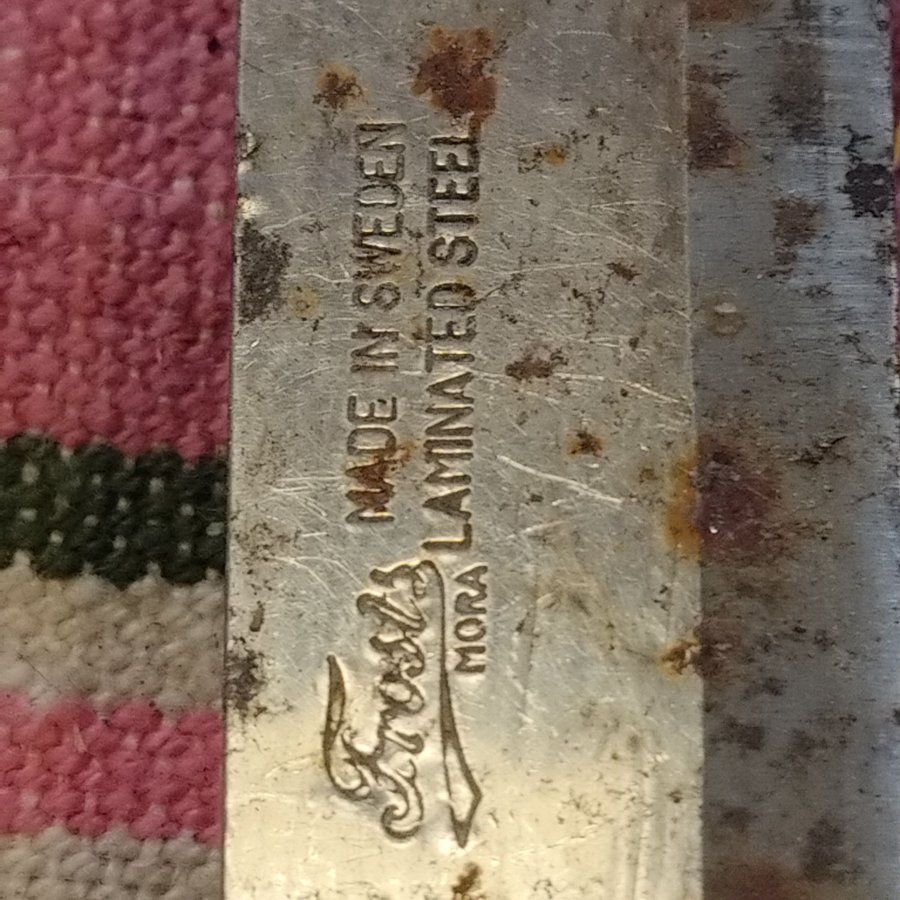 Frosts
MORA
MADE IN SWEDEN
LAMINATED STEEL